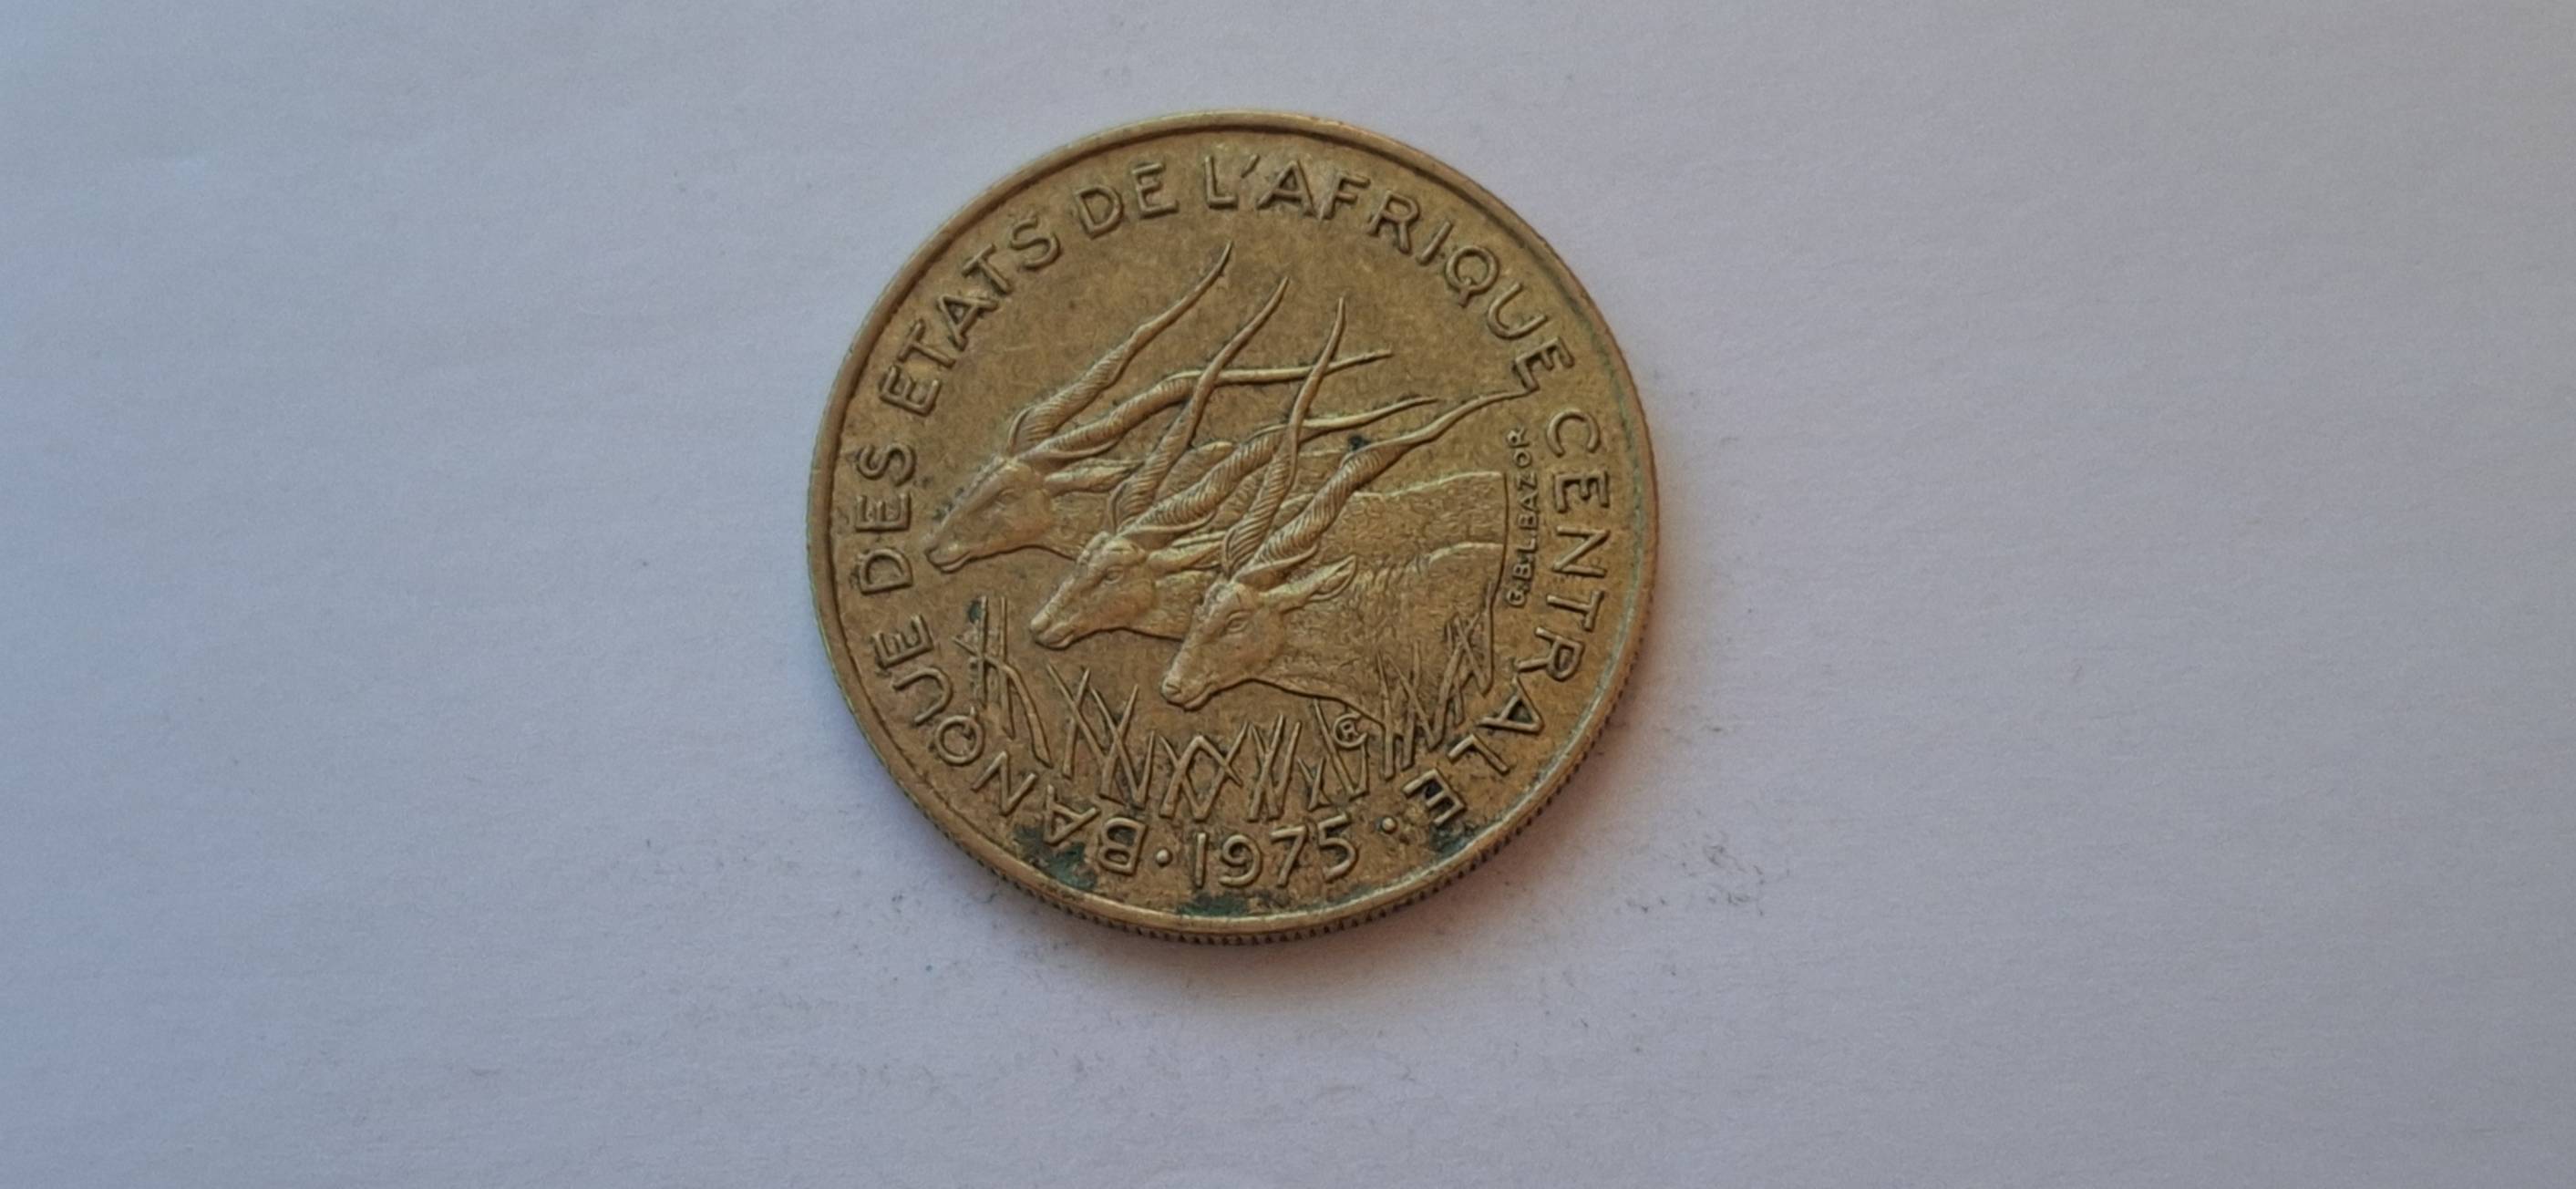 BANQUE DES ETATS DE L'AFRIQUE CENTRALE
G.B.L.BAZOR
• 1975 •